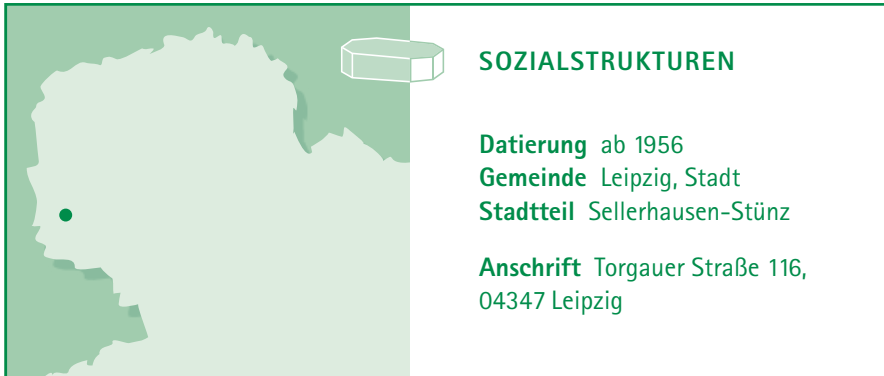 SOZIALSTRUKTUREN
Datierung ab 1956
Gemeinde Leipzig, Stadt
Stadtteil Sellerhausen-Stünz
Anschrift Torgauer Straße 116,
04347 Leipzig